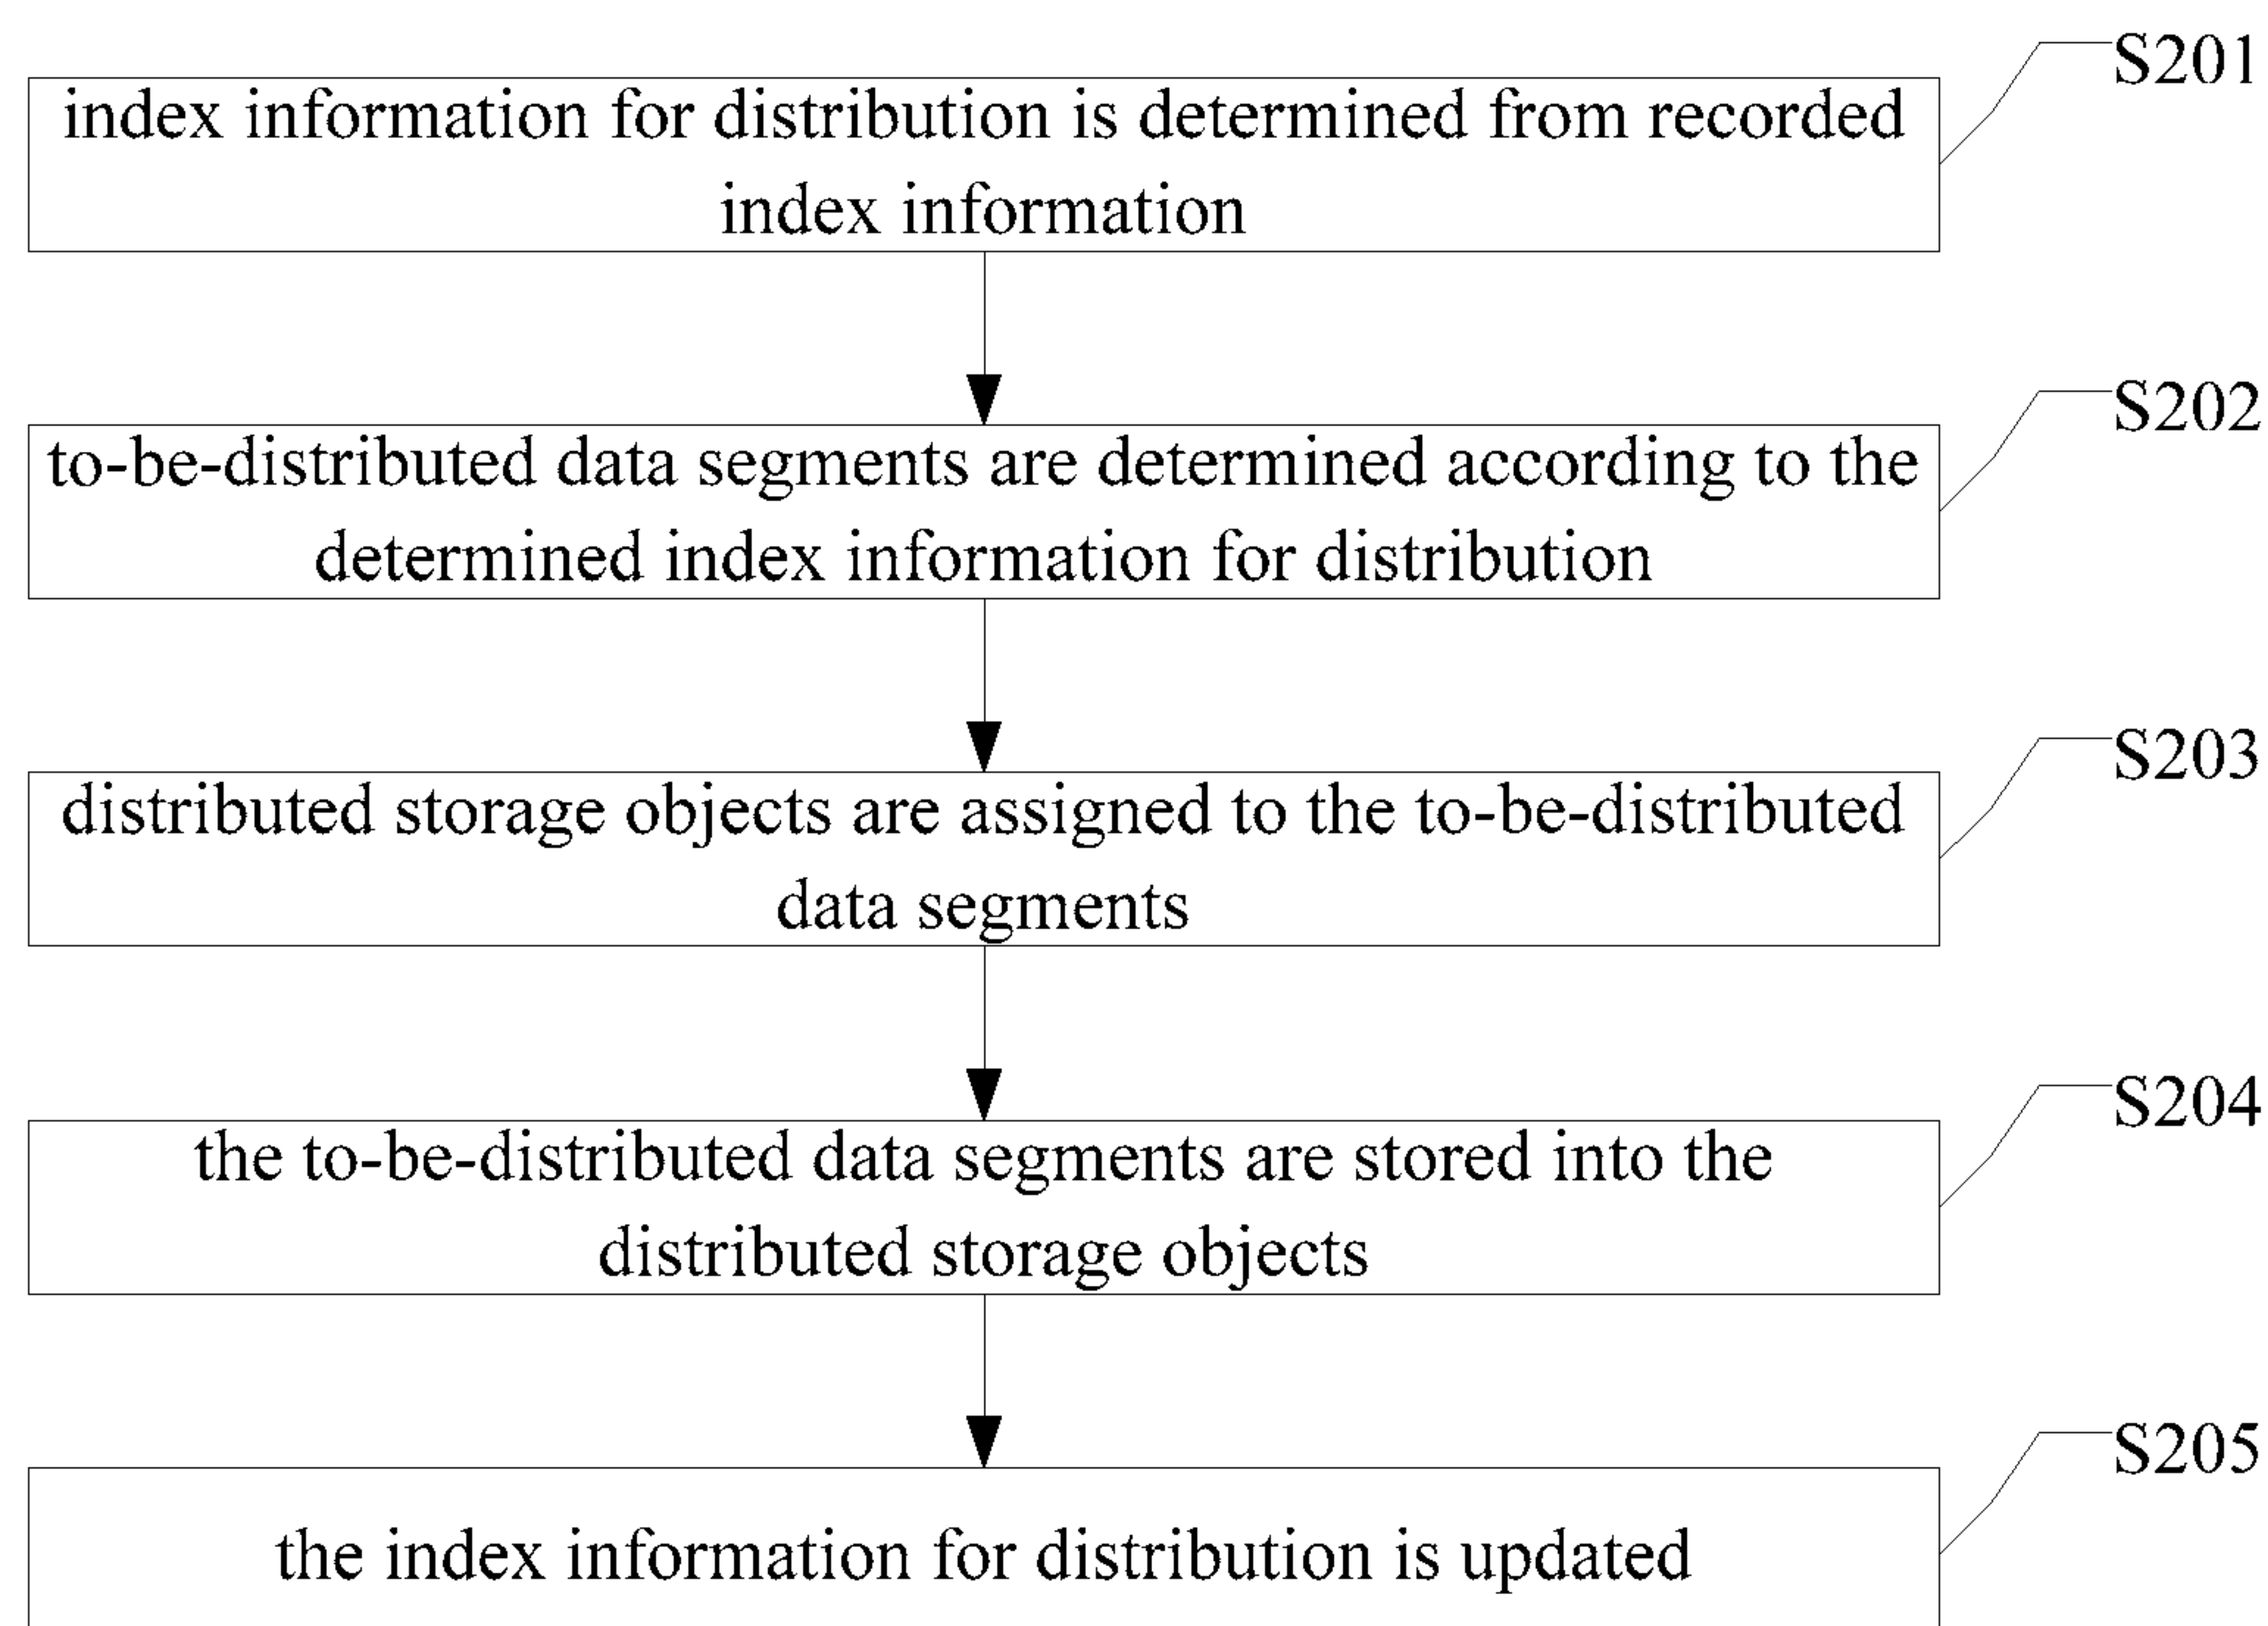 S201
index information for distribution is determined from recorded
index information
S202
to-be-distributed data segments are determined according to the
determined index information for distribution
S203
distributed storage objects are assigned to the to-be-distributed
data segments
S204
the to-be-distributed data segments are stored into the
distributed storage objects
S205
the index information for distribution is updated